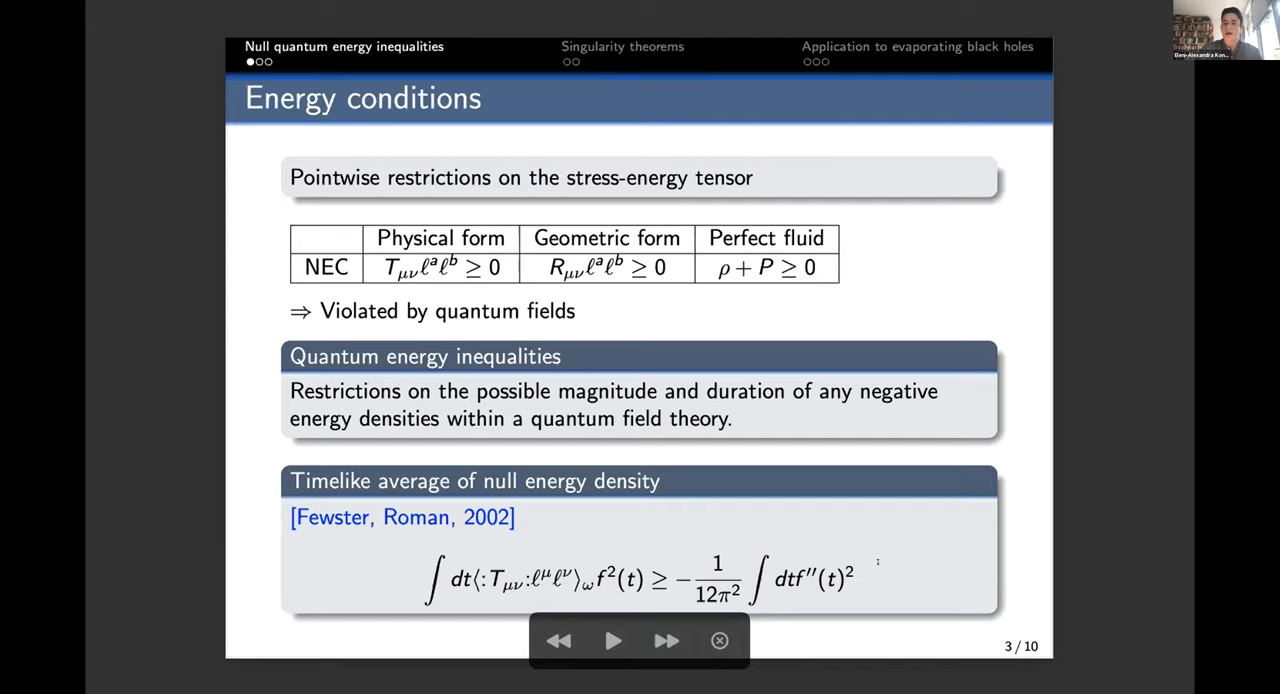 Null quantum energy inequalities Singularity theorems Application to evaporating black holes
Energy conditions
Pointwise restrictions on the stress-energy tensor
Physical form Geometric form Perfect fluid
NEC T_{μν}ℓ^aℓ^b ≥ 0 R_{μν}ℓ^aℓ^b ≥ 0 ρ + P ≥ 0
⇒ Violated by quantum fields
Quantum energy inequalities
Restrictions on the possible magnitude and duration of any negative
energy densities within a quantum field theory.
Timelike average of null energy density
[Fewster, Roman, 2002]
∫ dt⟨:T_{μν}:ℓ^μℓ^ν⟩_ω f²(t) ≥ − 1/12π² ∫ dtf′′(t)²
3 / 10
Eleni-Alexandra Kon...